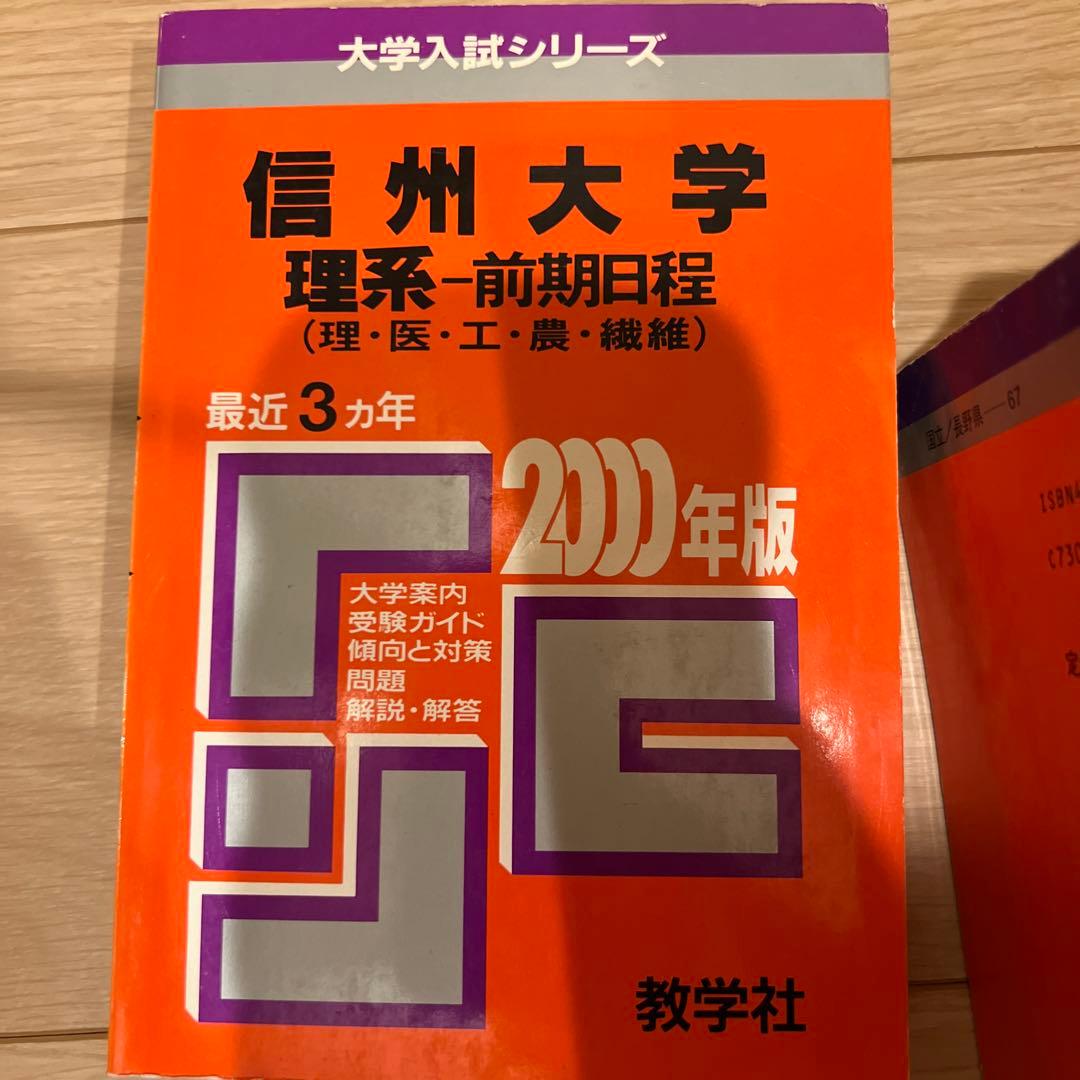 大学入試シリーズ
信州大学
理系-前期日程
(理・医・工・農・繊維)
最近3カ年
2000年版
大学案内
受験ガイド
傾向と対策
問題
解説・解答
教学社
国立/長野県――67
ISBN4
C730
定